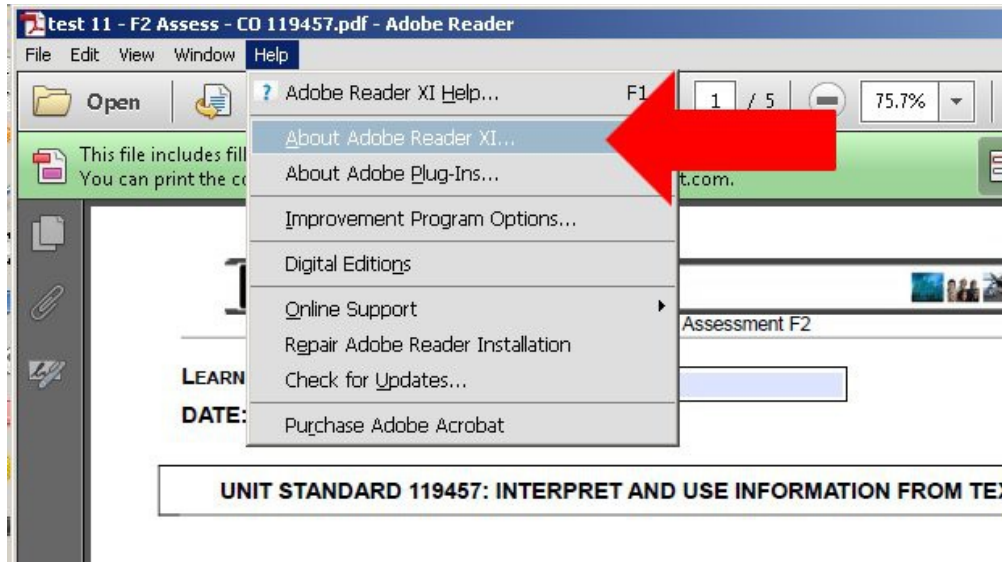 test 11 - F2 Assess - CO 119457.pdf - Adobe Reader
File Edit View Window Help
Open 1 / 5 75.7%
? Adobe Reader XI Help... F1
About Adobe Reader XI...
About Adobe Plug-Ins...
Improvement Program Options...
Digital Editions
Online Support
Repair Adobe Reader Installation
Check for Updates...
Purchase Adobe Acrobat
This file includes fill
You can print the t.com.
Assessment F2
LEARN
DATE:
UNIT STANDARD 119457: INTERPRET AND USE INFORMATION FROM